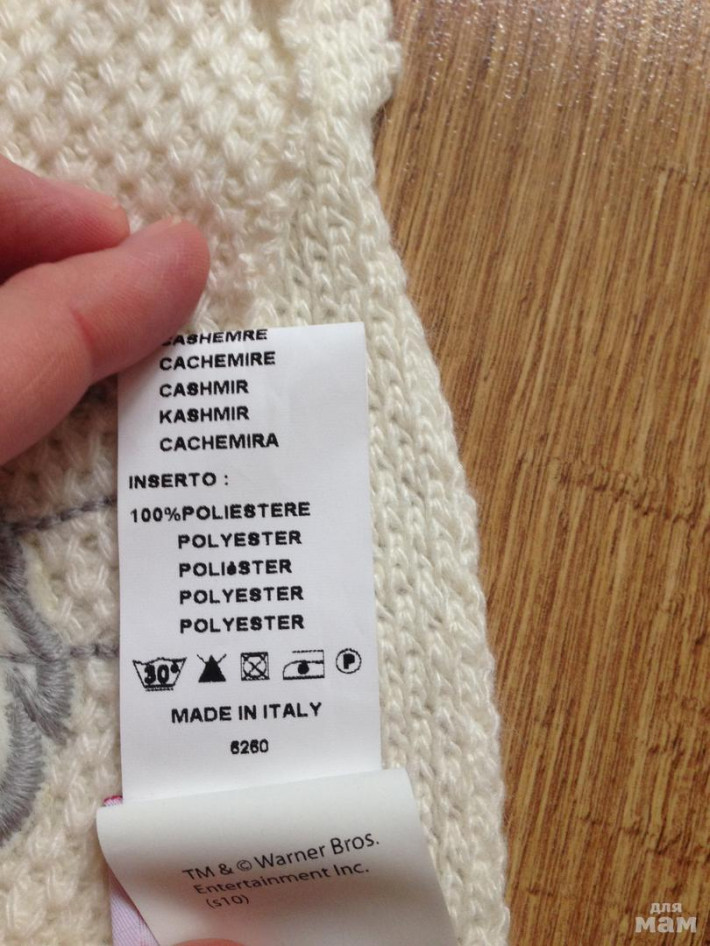 CASHEMRE
CACHEMIRE
CASHMIR
KASHMIR
CACHEMIRA
INSERTO :
100%POLIESTERE
POLYESTER
POLIéSTER
POLYESTER
POLYESTER
30° P
MADE IN ITALY
6260
TM & © Warner Bros.
Entertainment Inc.
(s10)
для
мам